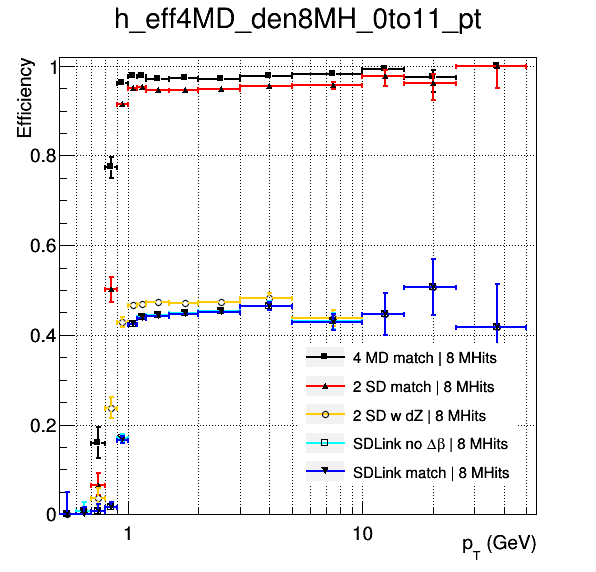 h_eff4MD_den8MH_0to11_pt
Efficiency
1
0.8
0.6
0.4
0.2
0
4 MD match | 8 MHits
2 SD match | 8 MHits
2 SD w dZ | 8 MHits
SDLink no Δβ | 8 MHits
SDLink match | 8 MHits
1
10
p_T (GeV)